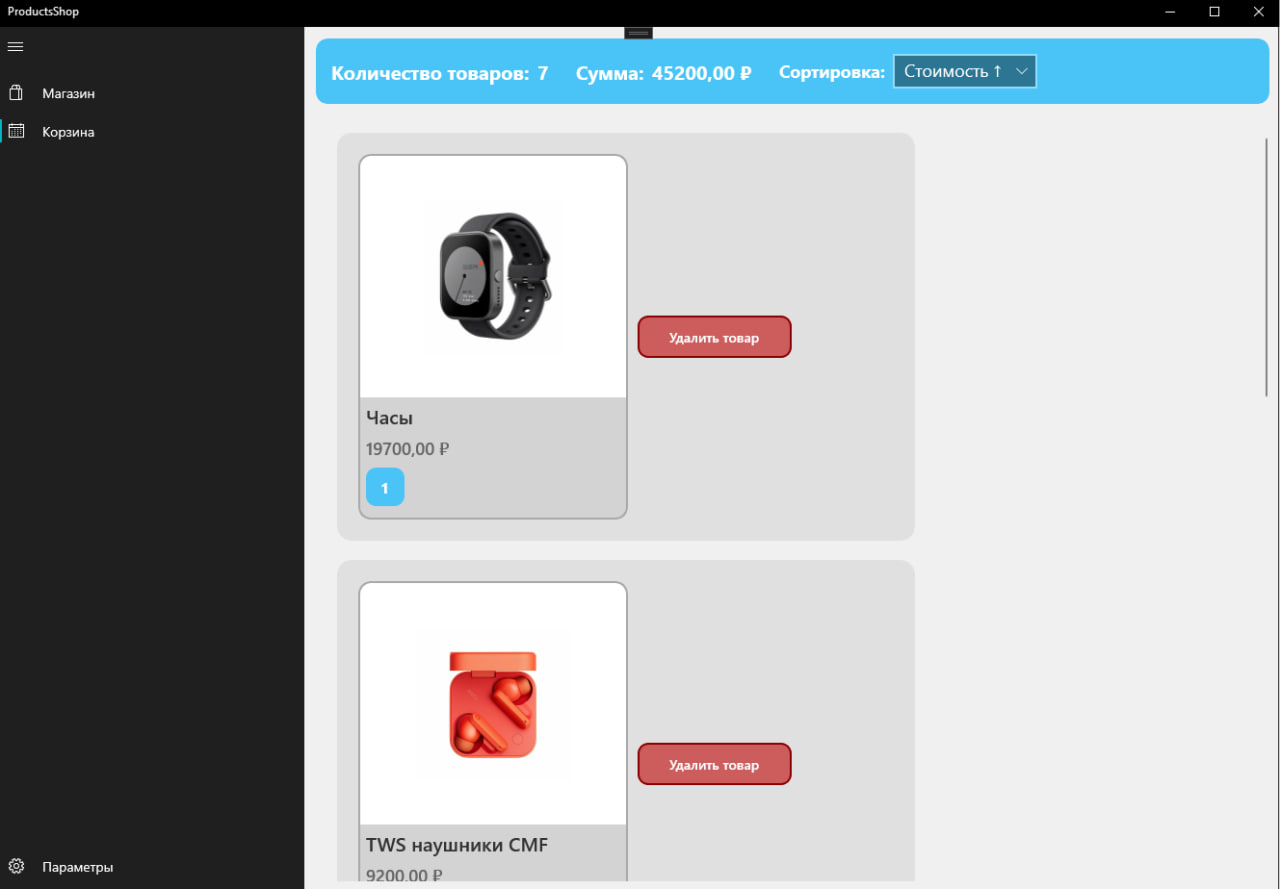 ProductsShop
Магазин
Корзина
Количество товаров: 7 Сумма: 45200,00 ₽ Сортировка: Стоимость ↑
Часы
19700,00 ₽
1
Удалить товар
TWS наушники CMF
9200,00 ₽
Удалить товар
Параметры